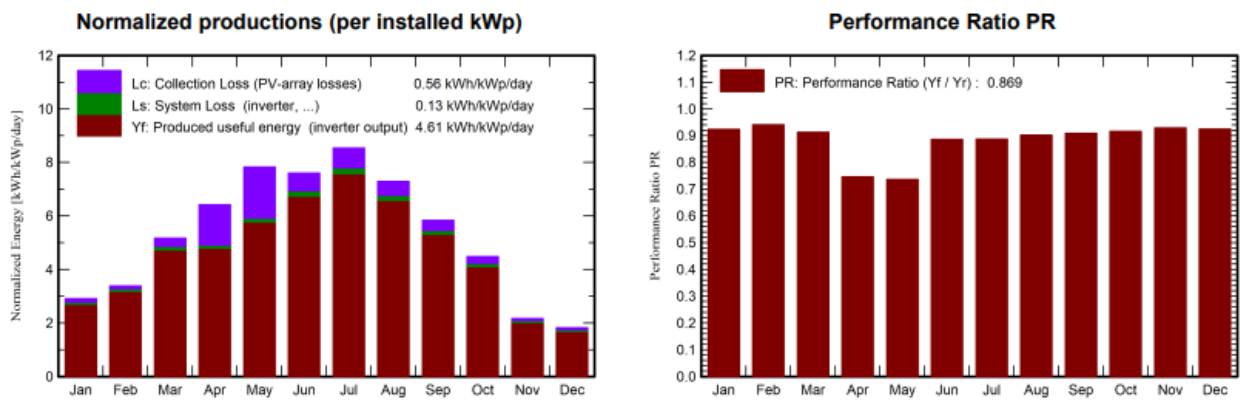 Normalized productions (per installed kWp)
12
10
8
6
4
2
0
Normalized Energy [kWh/kWp/day]
Lc: Collection Loss (PV-array losses) 0.56 kWh/kWp/day
Ls: System Loss (inverter, ...) 0.13 kWh/kWp/day
Yf: Produced useful energy (inverter output) 4.61 kWh/kWp/day
Jan Feb Mar Apr May Jun Jul Aug Sep Oct Nov Dec
Performance Ratio PR
1.2
1.1
1.0
0.9
0.8
0.7
0.6
0.5
0.4
0.3
0.2
0.1
0.0
Performance Ratio PR
PR: Performance Ratio (Yf / Yr) : 0.869
Jan Feb Mar Apr May Jun Jul Aug Sep Oct Nov Dec